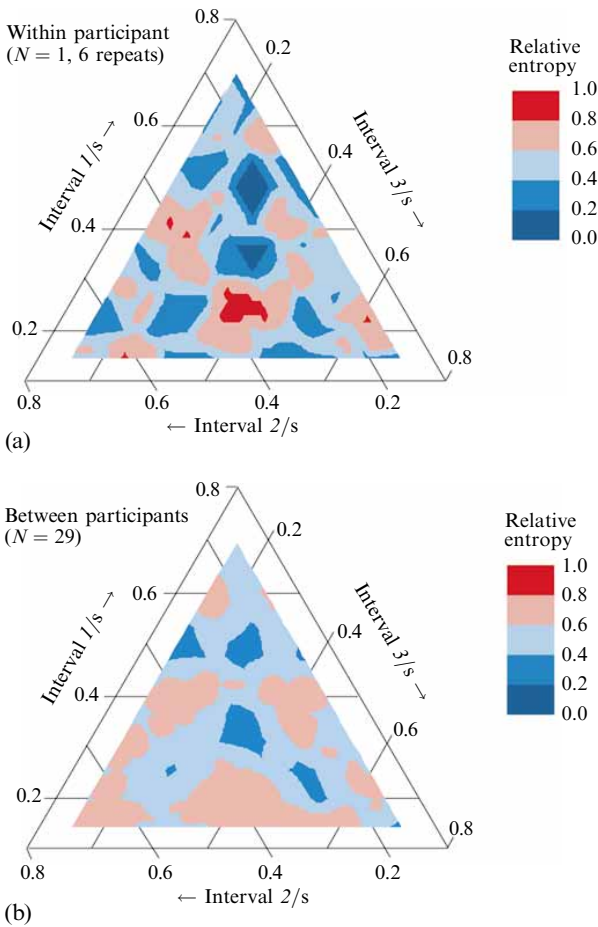 Within participant
(N = 1, 6 repeats)
0.8
0.2
0.6
0.4
0.4
0.6
0.2
0.8
0.8
0.6
0.4
0.2
Interval 1/s →
Interval 3/s →
← Interval 2/s
Relative
entropy
1.0
0.8
0.6
0.4
0.2
0.0
(a)
Between participants
(N = 29)
0.8
0.2
0.6
0.4
0.4
0.6
0.2
0.8
0.8
0.6
0.4
0.2
Interval 1/s →
Interval 3/s →
← Interval 2/s
Relative
entropy
1.0
0.8
0.6
0.4
0.2
0.0
(b)